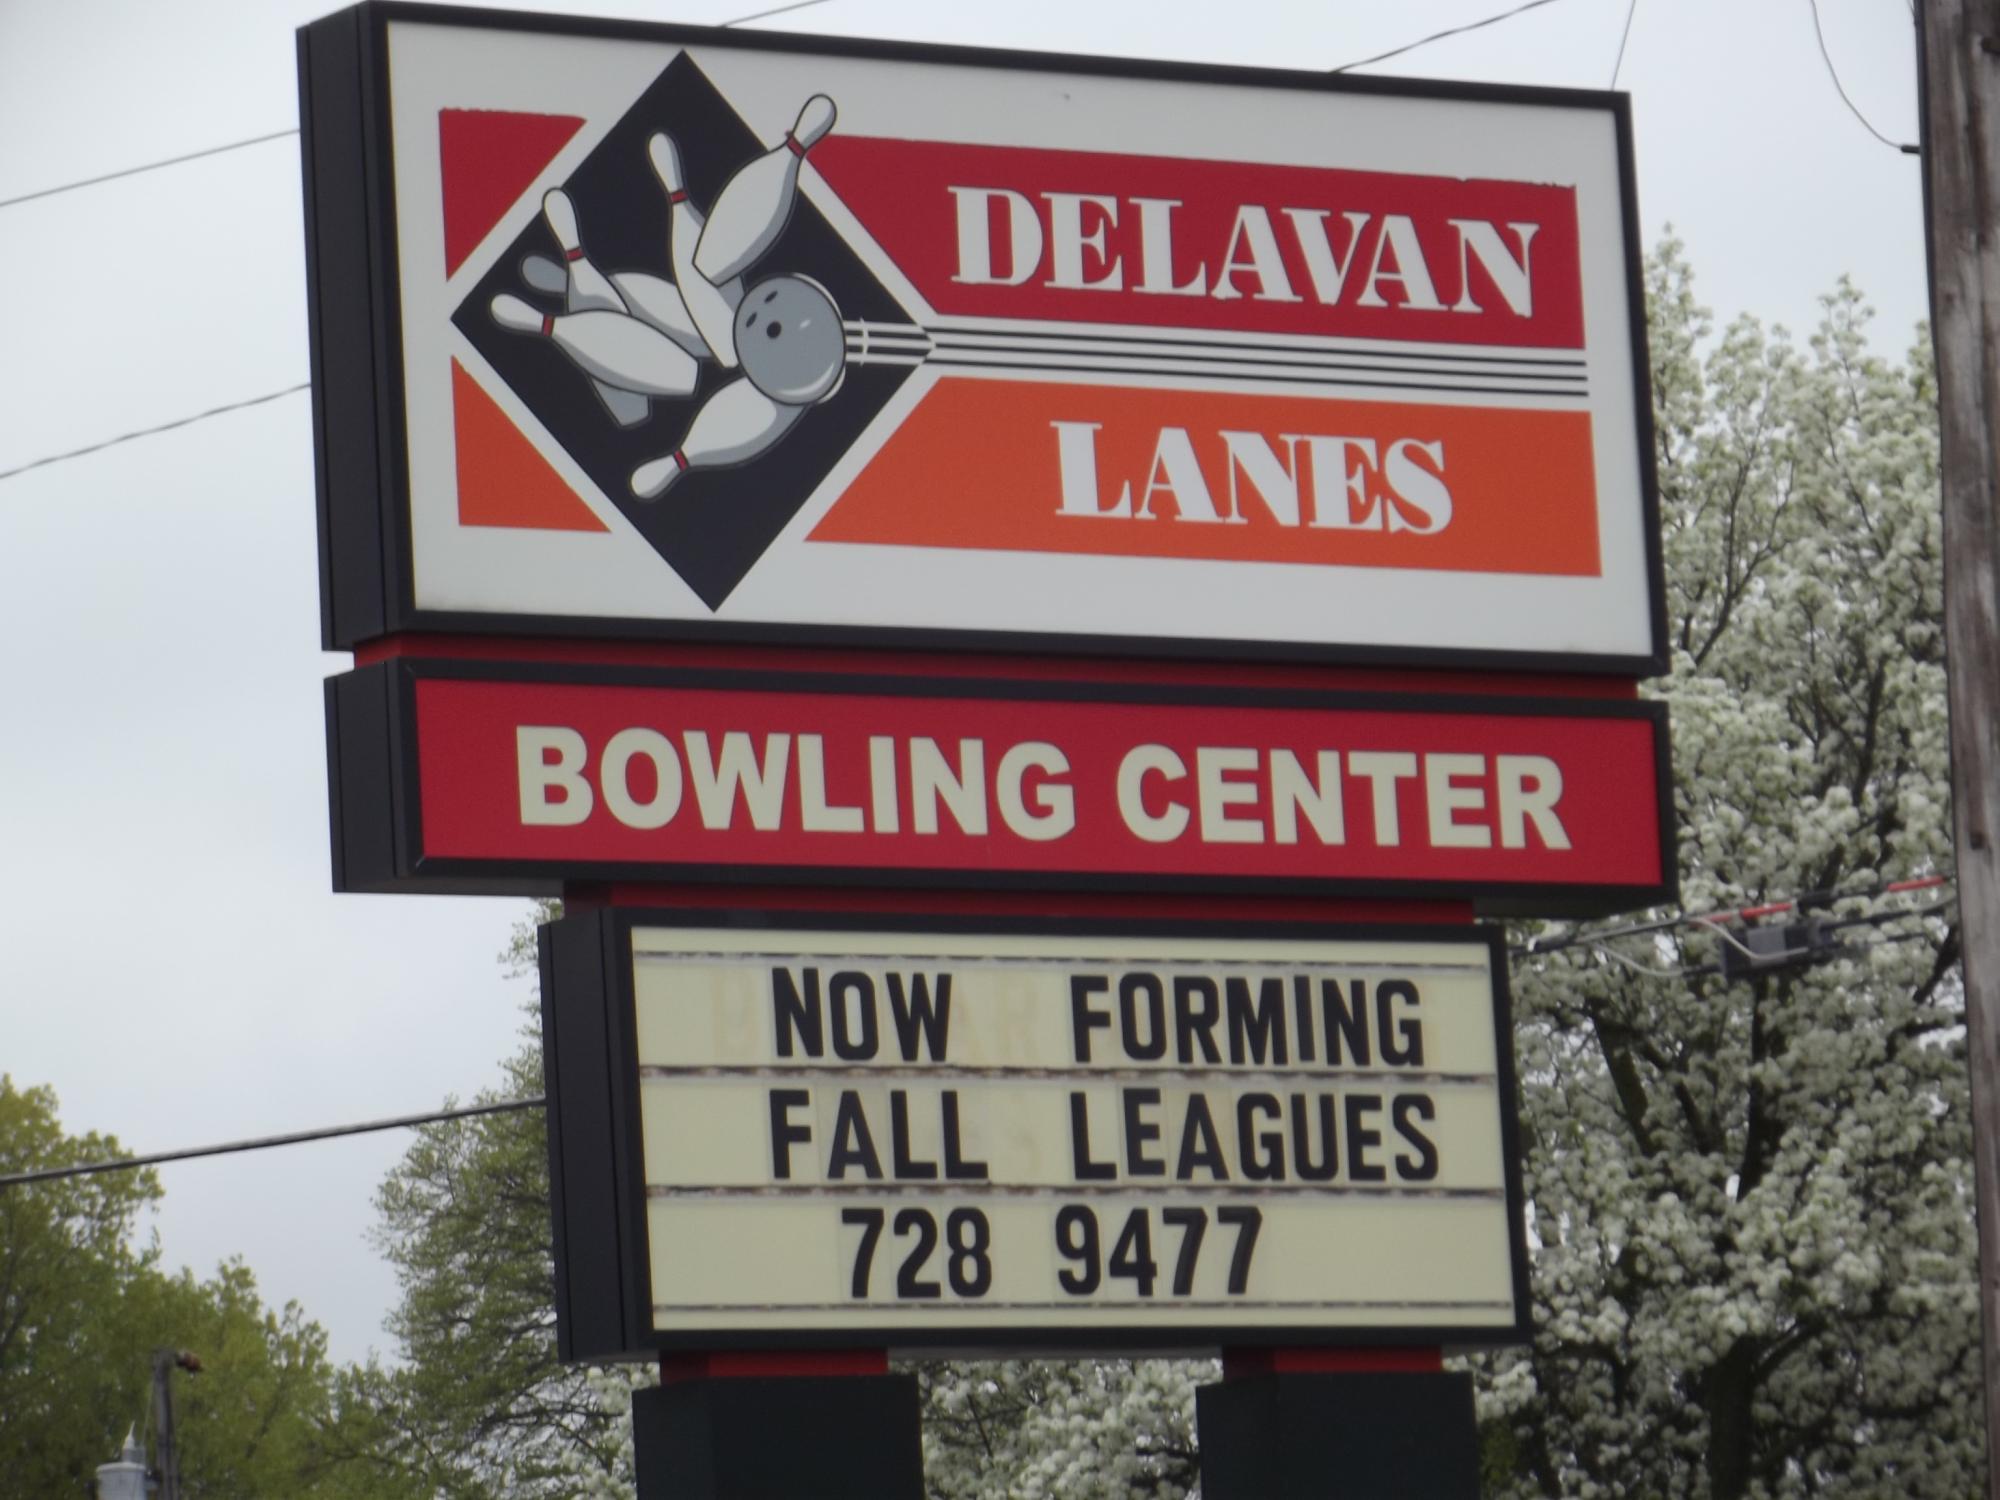 DELAVAN
LANES
BOWLING CENTER
NOW FORMING
FALL LEAGUES
728 9477